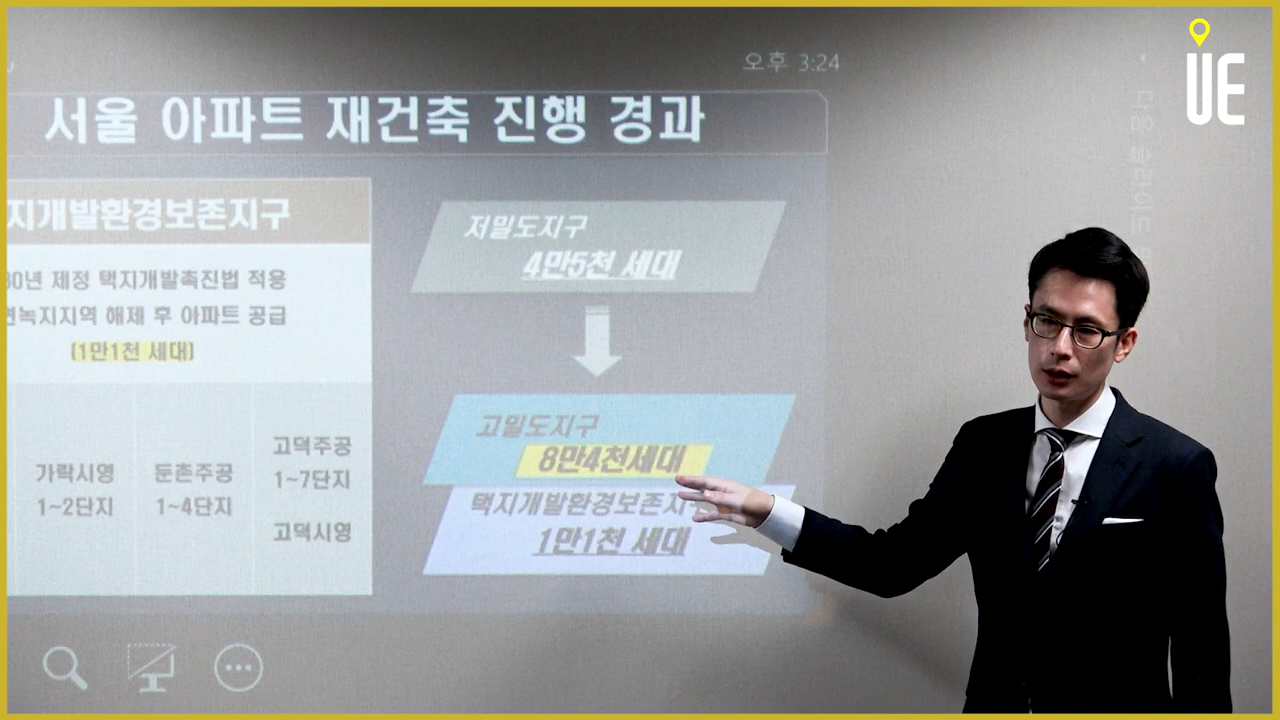 오후 3:24
UE
서울 아파트 재건축 진행 경과
지개발환경보존지구
80년 제정 택지개발촉진법 적용
연녹지지역 해제 후 아파트 공급
(1만1천 세대)
가락시영
1~2단지
둔촌주공
1~4단지
고덕주공
1~7단지
고덕시영
저밀도지구
4만5천 세대
고밀도지구
8만4천세대
택지개발환경보존지구
1만1천 세대